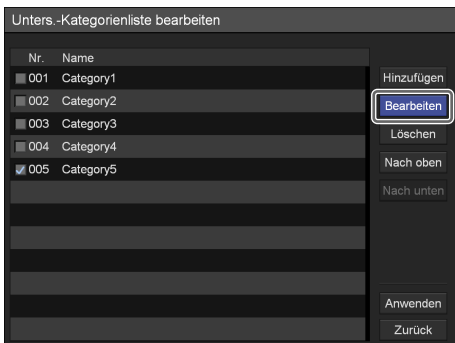 Unters.-Kategorienliste bearbeiten
Nr. Name
001 Category1
002 Category2
003 Category3
004 Category4
005 Category5
Hinzufügen
Bearbeiten
Löschen
Nach oben
Nach unten
Anwenden
Zurück